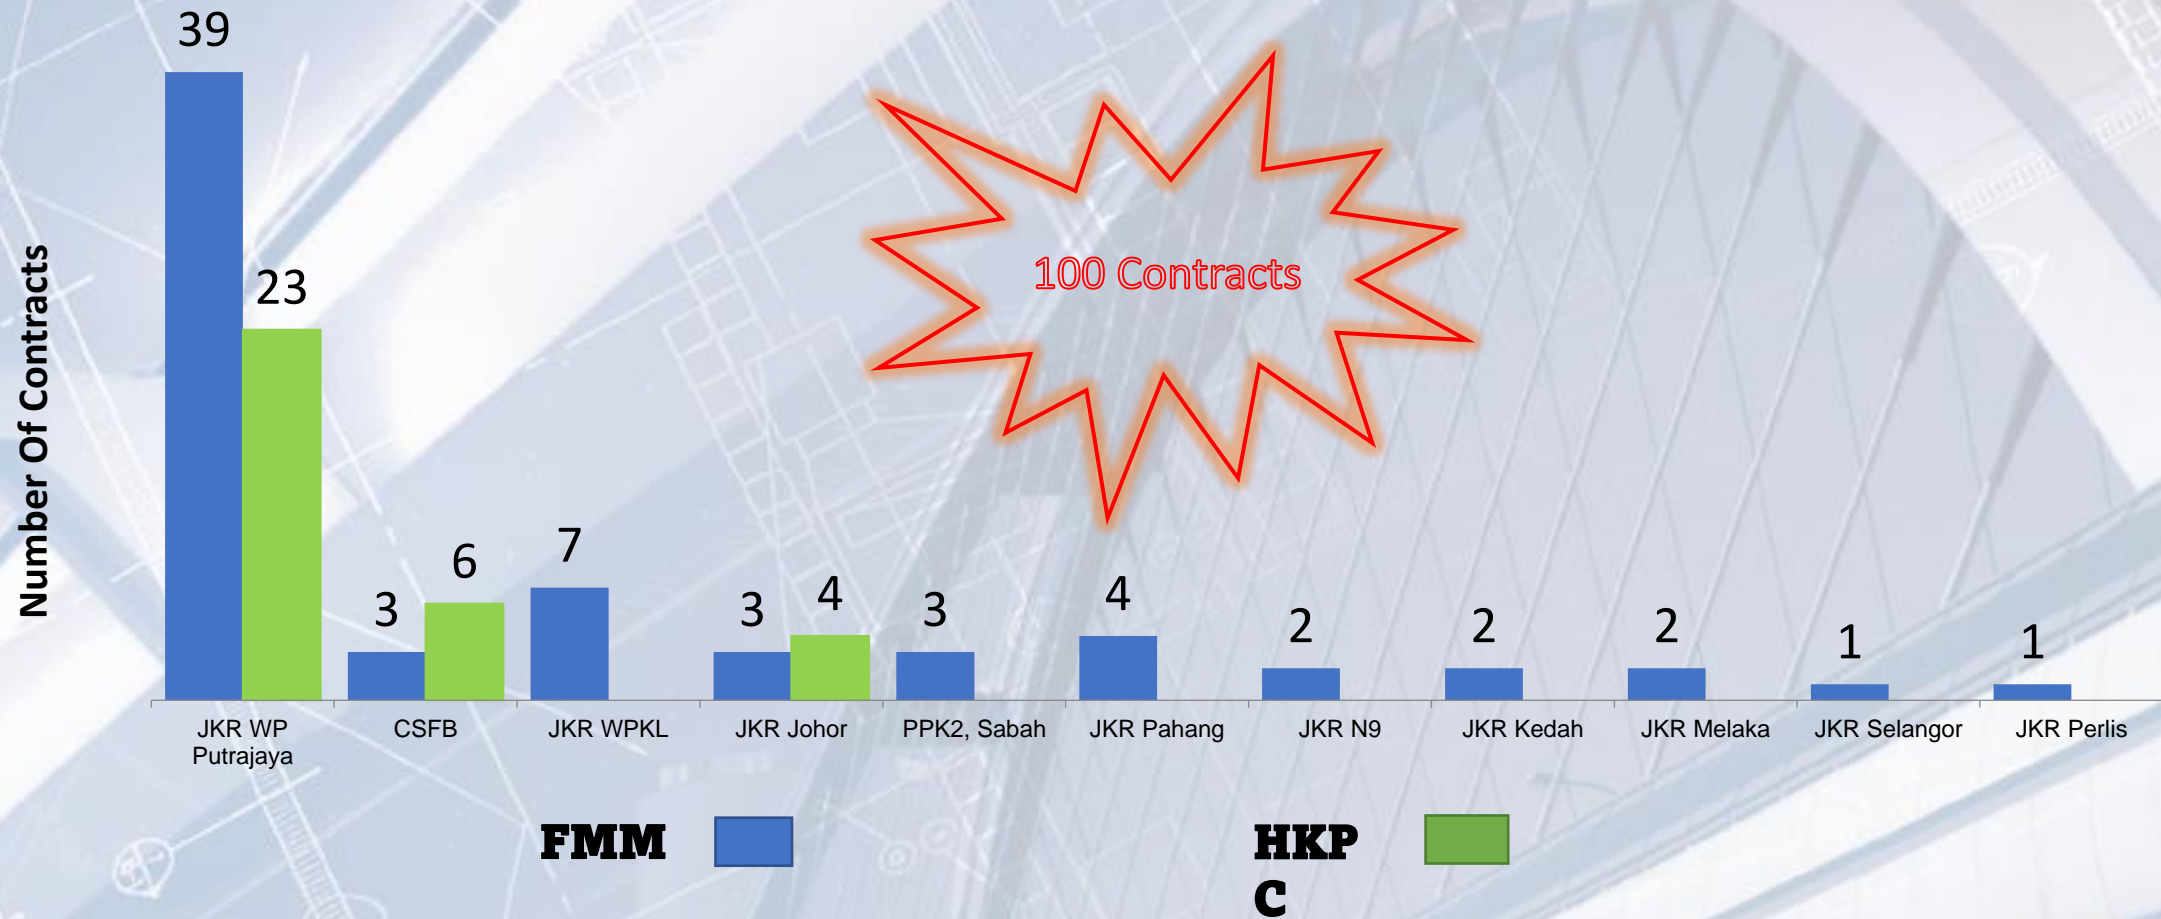 39
23
100 Contracts
Number Of Contracts
3
6
7
3
4
3
4
2
2
2
1
1
JKR WP
Putrajaya
CSFB
JKR WPKL
JKR Johor
PPK2, Sabah
JKR Pahang
JKR N9
JKR Kedah
JKR Melaka
JKR Selangor
JKR Perlis
FMM
HKP
C